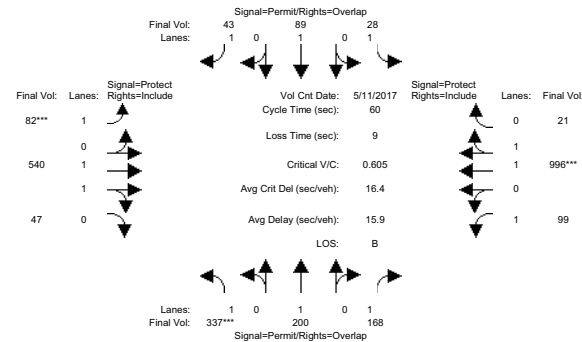 Signal=Permit/Rights=Overlap
Final Vol: 43 89 28
Lanes: 1 0 1 0 1
Signal=Protect
Final Vol: Lanes: Rights=Include
Vol Cnt Date: 5/11/2017
Signal=Protect
Rights=Include Lanes: Final Vol:
Cycle Time (sec): 60
82*** 1
0 21
Loss Time (sec): 9
0
1
540 1
Critical V/C: 0.605
1 996***
1
Avg Crit Del (sec/veh): 16.4
0
47 0
Avg Delay (sec/veh): 15.9
1 99
LOS: B
Lanes: 1 0 1 0 1
Final Vol: 337*** 200 168
Signal=Permit/Rights=Overlap